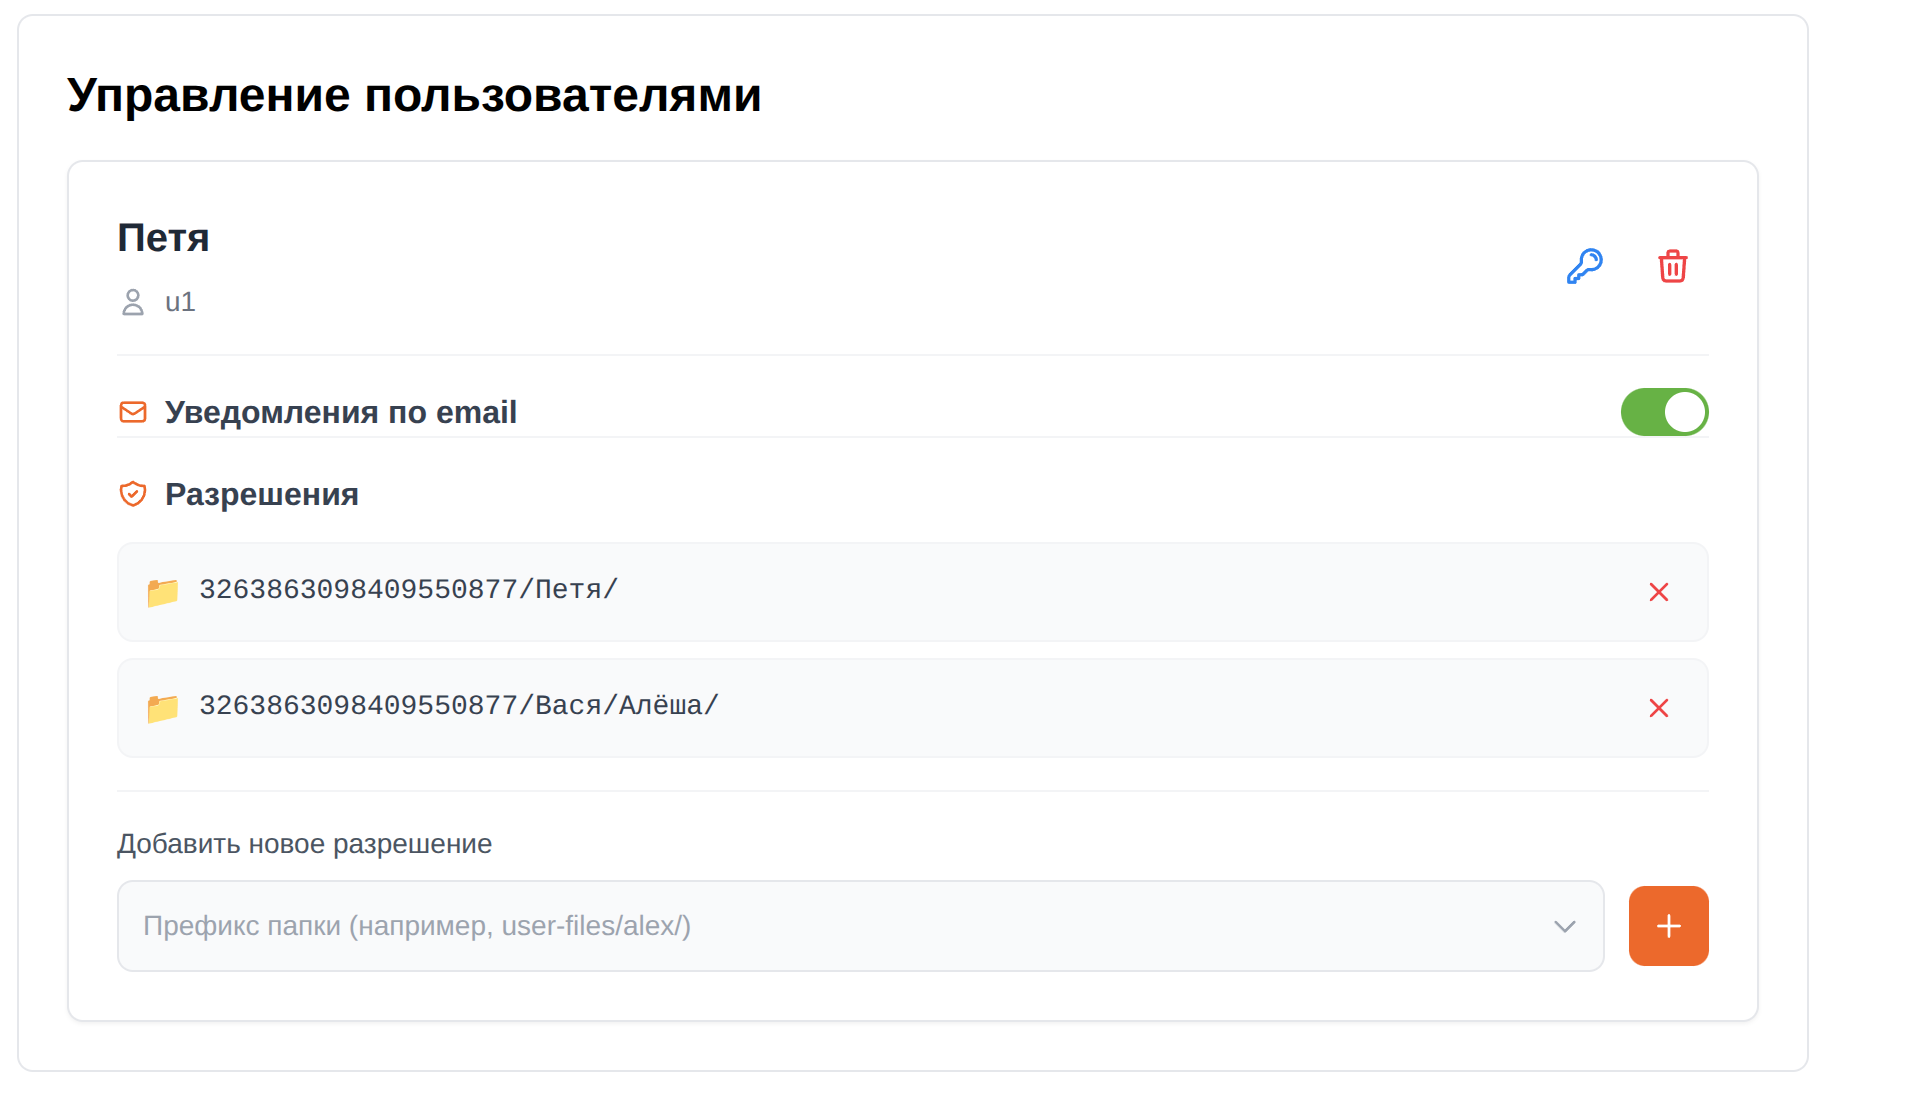 Управление пользователями
Петя
u1
Уведомления по email
Разрешения
3263863098409550877/Петя/
3263863098409550877/Вася/Алёша/
Добавить новое разрешение
Префикс папки (например, user-files/alex/)